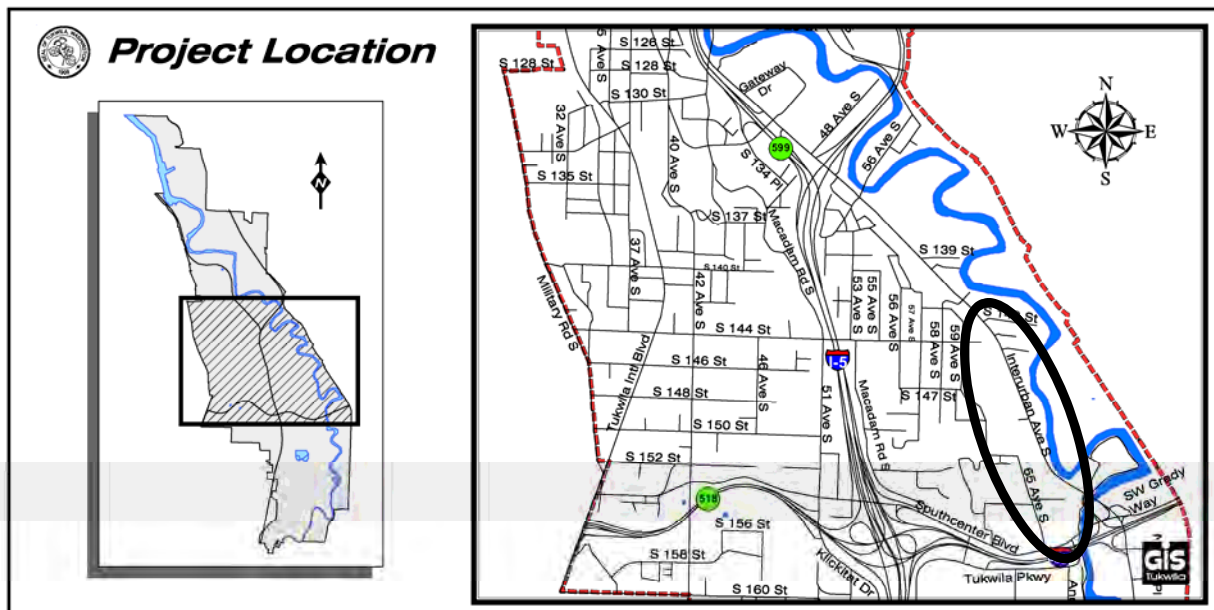 Project Location
N
N
W
E
S
S 126 St
S 128 St
S 128 St
S 130 St
Gateway
Dr
32 Ave S
40 Ave S
48 Ave S
56 Ave S
599
S 134 Pl
S 135 St
S 137 St
Macadam Rd S
37 Ave S
S 139 St
S 140 St
42 Ave S
Military Rd S
53 Ave S
55 Ave S
56 Ave S
57 Ave S
58 Ave S
59 Ave S
S 144 St
I-5
Interurban Ave S
S 146 St
46 Ave S
S 147 St
S 148 St
Tukwila Intl Blvd
51 Ave S
Macadam Rd S
S 150 St
S 152 St
65 Ave S
SW Grady
Way
518
Southcenter Blvd
S 156 St
S 158 St
Klickitat Dr
Tukwila Pkwy
S 160 St
GIS
Tukwila